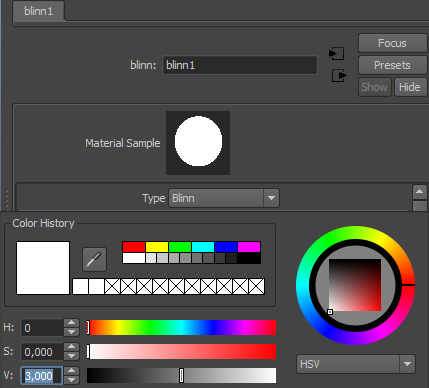 blinn1
Focus
blinn: blinn1
Presets
Show Hide
Material Sample
Type Blinn
Color History
H: 0
S: 0,000
V: 3,000
HSV